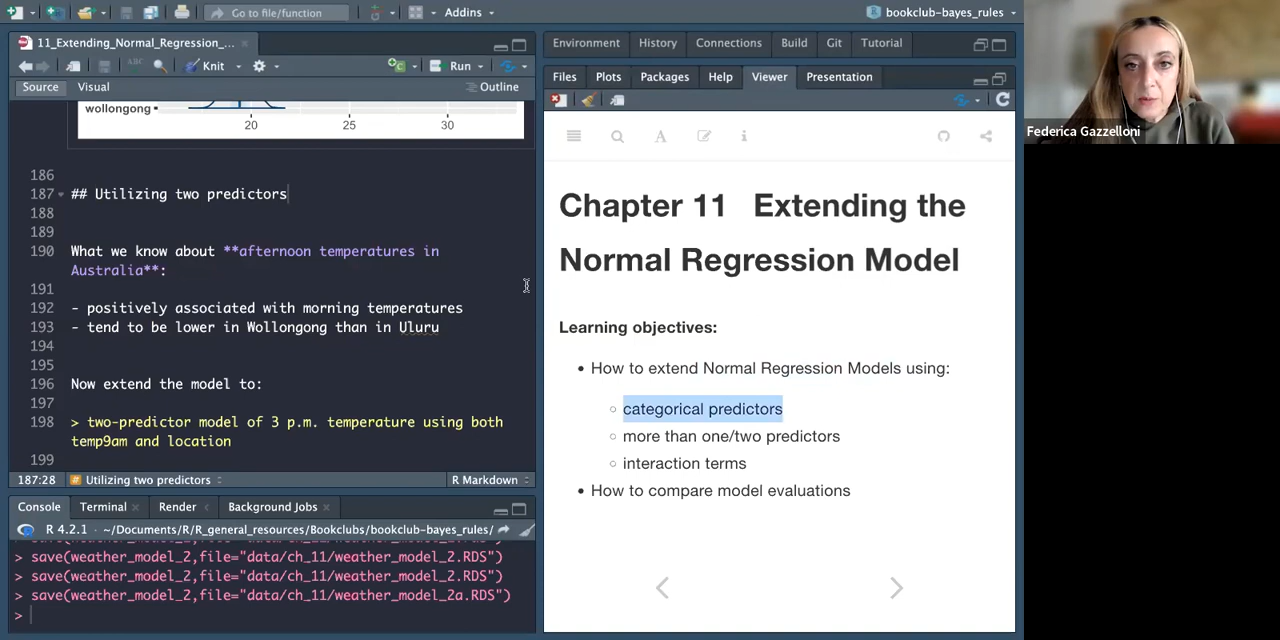 Go to file/function
Addins
bookclub-bayes_rules
11_Extending_Normal_Regression_...
Knit
Run
Source
Visual
Outline
wollongong
20
25
30
186
187 ## Utilizing two predictors
188
189
190 What we know about **afternoon temperatures in
Australia**:
191
192 - positively associated with morning temperatures
193 - tend to be lower in Wollongong than in Uluru
194
195
196 Now extend the model to:
197
198 > two-predictor model of 3 p.m. temperature using both
temp9am and location
199
187:28
# Utilizing two predictors
R Markdown
Console
Terminal
Render
Background Jobs
R 4.2.1 · ~/Documents/R/R_general_resources/Bookclubs/bookclub-bayes_rules/
> save(weather_model_2,file="data/ch_11/weather_model_2.RDS")
> save(weather_model_2,file="data/ch_11/weather_model_2.RDS")
> save(weather_model_2,file="data/ch_11/weather_model_2a.RDS")
>
Environment
History
Connections
Build
Git
Tutorial
Files
Plots
Packages
Help
Viewer
Presentation
Chapter 11 Extending the
Normal Regression Model
Learning objectives:
• How to extend Normal Regression Models using:
○ categorical predictors
○ more than one/two predictors
○ interaction terms
• How to compare model evaluations
Federica Gazzelloni